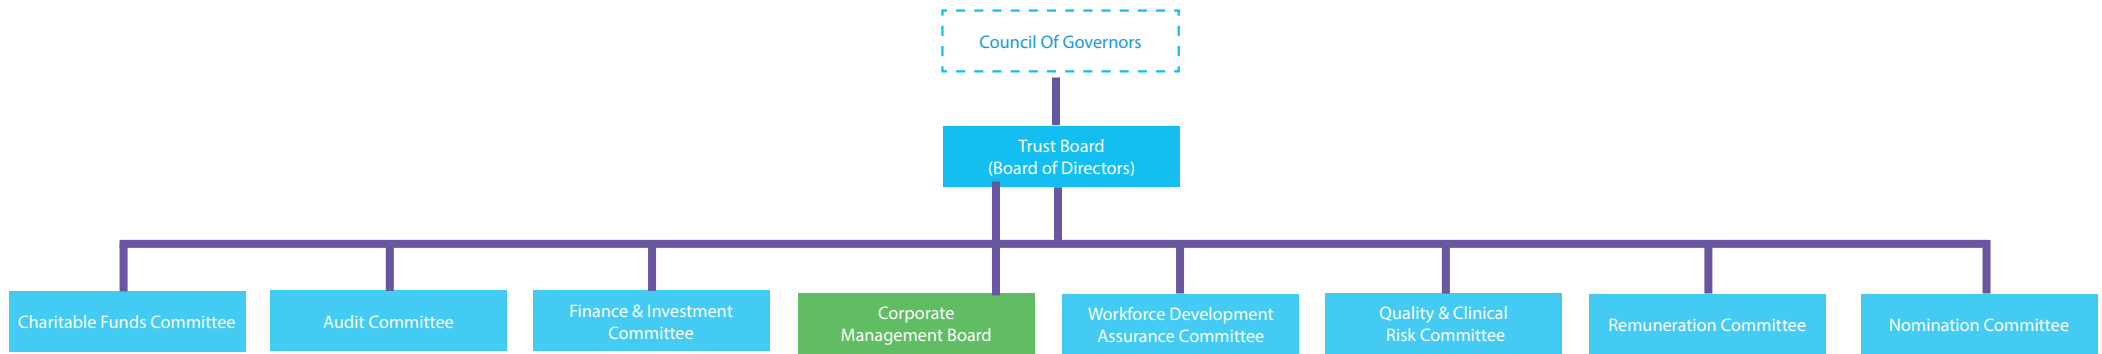 Council Of Governors
Trust Board
(Board of Directors)
Charitable Funds Committee
Audit Committee
Finance & Investment
Committee
Corporate
Management Board
Workforce Development
Assurance Committee
Quality & Clinical
Risk Committee
Remuneration Committee
Nomination Committee